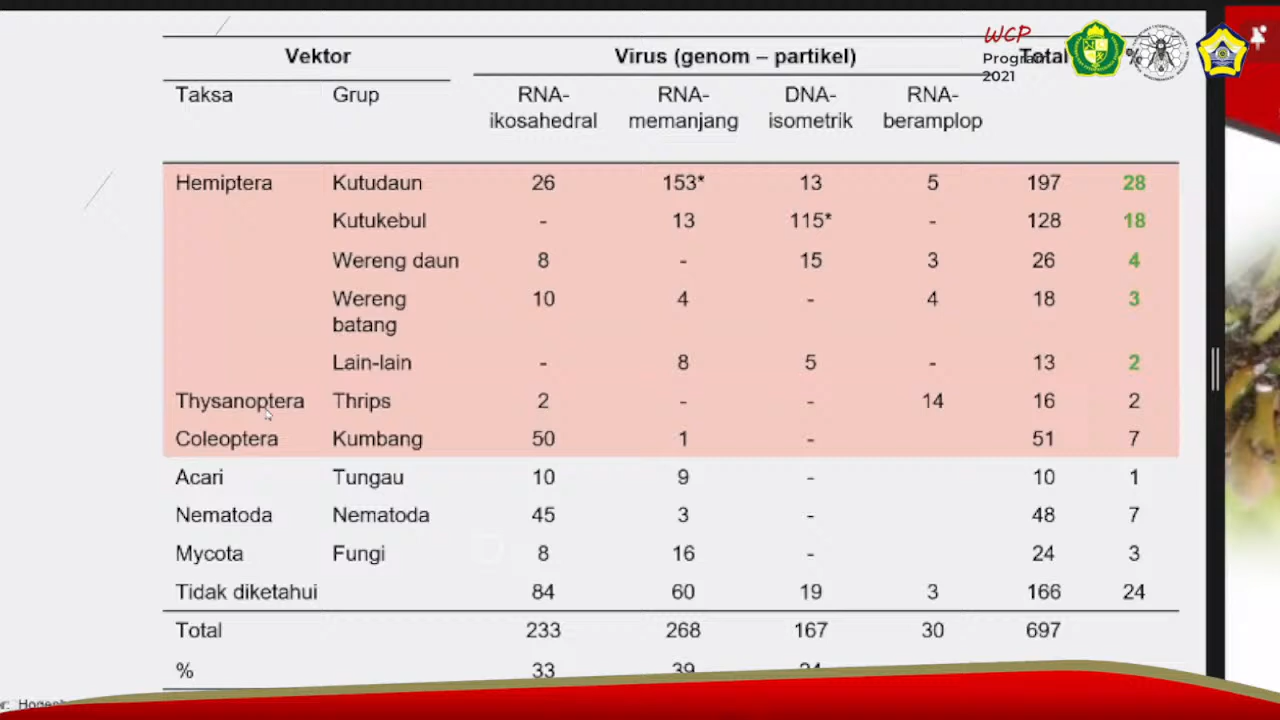 WCP
Program
2021
Vektor Virus (genom – partikel) Total %
Taksa Grup RNA-ikosahedral RNA-memanjang DNA-isometrik RNA-beramplop
Hemiptera Kutudaun 26 153* 13 5 197 28
Kutukebul - 13 115* - 128 18
Wereng daun 8 - 15 3 26 4
Wereng batang 10 4 - 4 18 3
Lain-lain - 8 5 - 13 2
Thysanoptera Thrips 2 - - 14 16 2
Coleoptera Kumbang 50 1 - 51 7
Acari Tungau 10 9 - 10 1
Nematoda Nematoda 45 3 - 48 7
Mycota Fungi 8 16 - 24 3
Tidak diketahui 84 60 19 3 166 24
Total 233 268 167 30 697
% 33 39 24